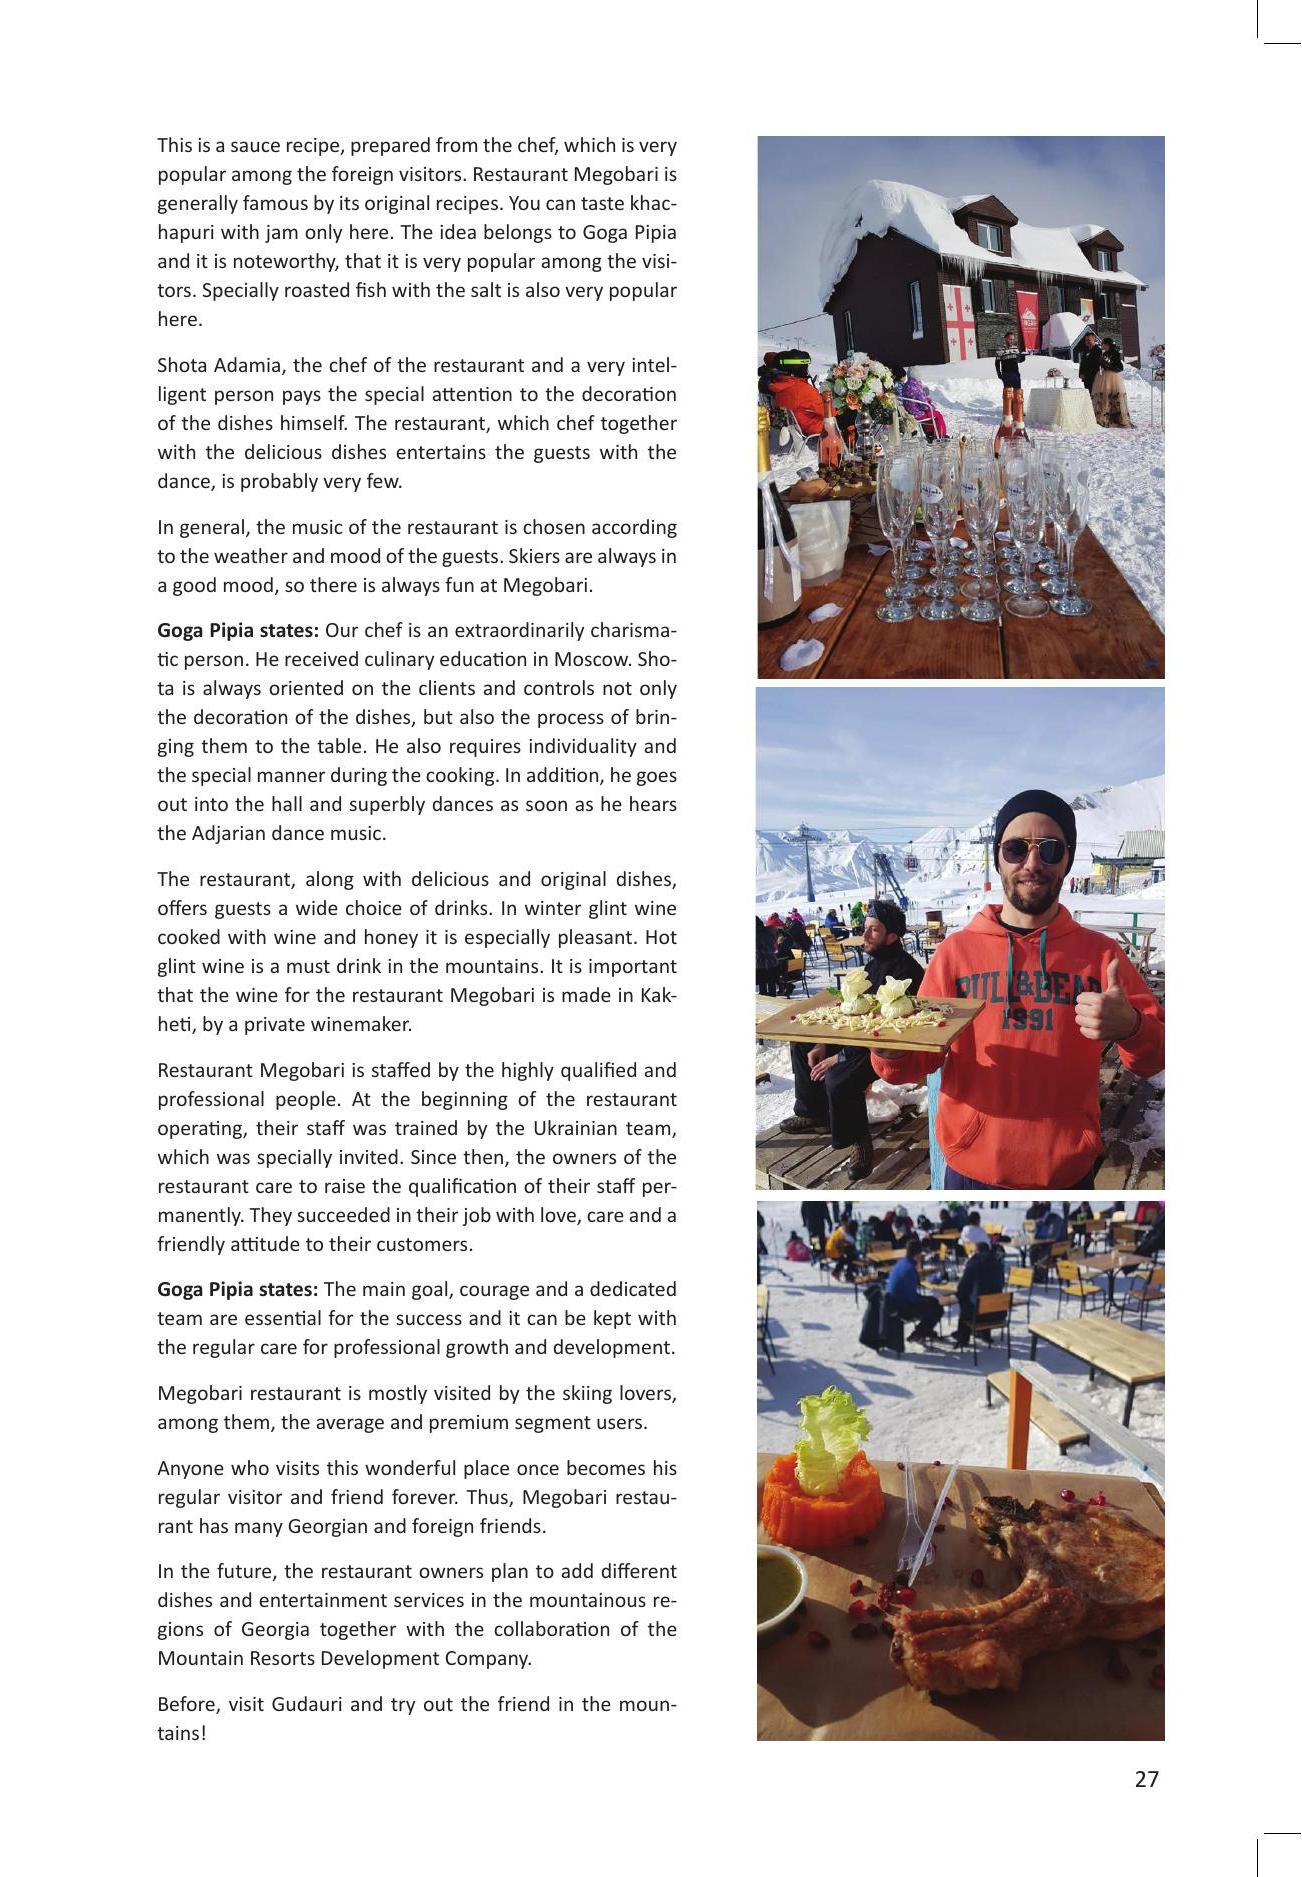 This is a sauce recipe, prepared from the chef, which is very
popular among the foreign visitors. Restaurant Megobari is
generally famous by its original recipes. You can taste khac-
hapuri with jam only here. The idea belongs to Goga Pipia
and it is noteworthy, that it is very popular among the visi-
tors. Specially roasted fish with the salt is also very popular
here.
Shota Adamia, the chef of the restaurant and a very intel-
ligent person pays the special attention to the decoration
of the dishes himself. The restaurant, which chef together
with the delicious dishes entertains the guests with the
dance, is probably very few.
In general, the music of the restaurant is chosen according
to the weather and mood of the guests. Skiers are always in
a good mood, so there is always fun at Megobari.
Goga Pipia states: Our chef is an extraordinarily charisma-
tic person. He received culinary education in Moscow. Sho-
ta is always oriented on the clients and controls not only
the decoration of the dishes, but also the process of brin-
ging them to the table. He also requires individuality and
the special manner during the cooking. In addition, he goes
out into the hall and superbly dances as soon as he hears
the Adjarian dance music.
The restaurant, along with delicious and original dishes,
offers guests a wide choice of drinks. In winter glint wine
cooked with wine and honey it is especially pleasant. Hot
glint wine is a must drink in the mountains. It is important
that the wine for the restaurant Megobari is made in Kak-
heti, by a private winemaker.
Restaurant Megobari is staffed by the highly qualified and
professional people. At the beginning of the restaurant
operating, their staff was trained by the Ukrainian team,
which was specially invited. Since then, the owners of the
restaurant care to raise the qualification of their staff per-
manently. They succeeded in their job with love, care and a
friendly attitude to their customers.
Goga Pipia states: The main goal, courage and a dedicated
team are essential for the success and it can be kept with
the regular care for professional growth and development.
Megobari restaurant is mostly visited by the skiing lovers,
among them, the average and premium segment users.
Anyone who visits this wonderful place once becomes his
regular visitor and friend forever. Thus, Megobari restau-
rant has many Georgian and foreign friends.
In the future, the restaurant owners plan to add different
dishes and entertainment services in the mountainous re-
gions of Georgia together with the collaboration of the
Mountain Resorts Development Company.
Before, visit Gudauri and try out the friend in the moun-
tains!
PULL&BEAR
1991
27